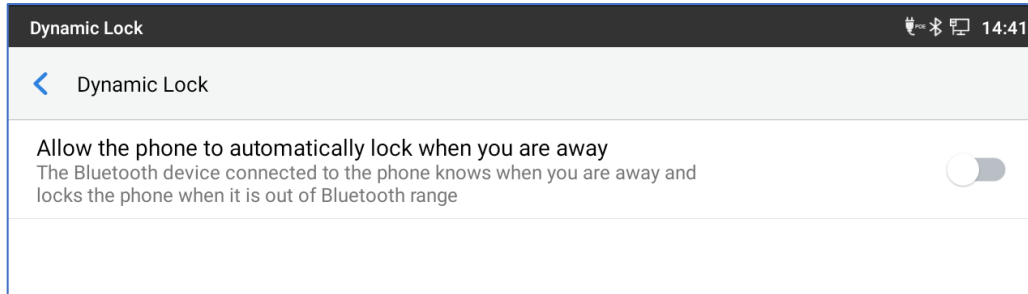 Dynamic Lock
POE 14:41
Dynamic Lock
Allow the phone to automatically lock when you are away
The Bluetooth device connected to the phone knows when you are away and
locks the phone when it is out of Bluetooth range